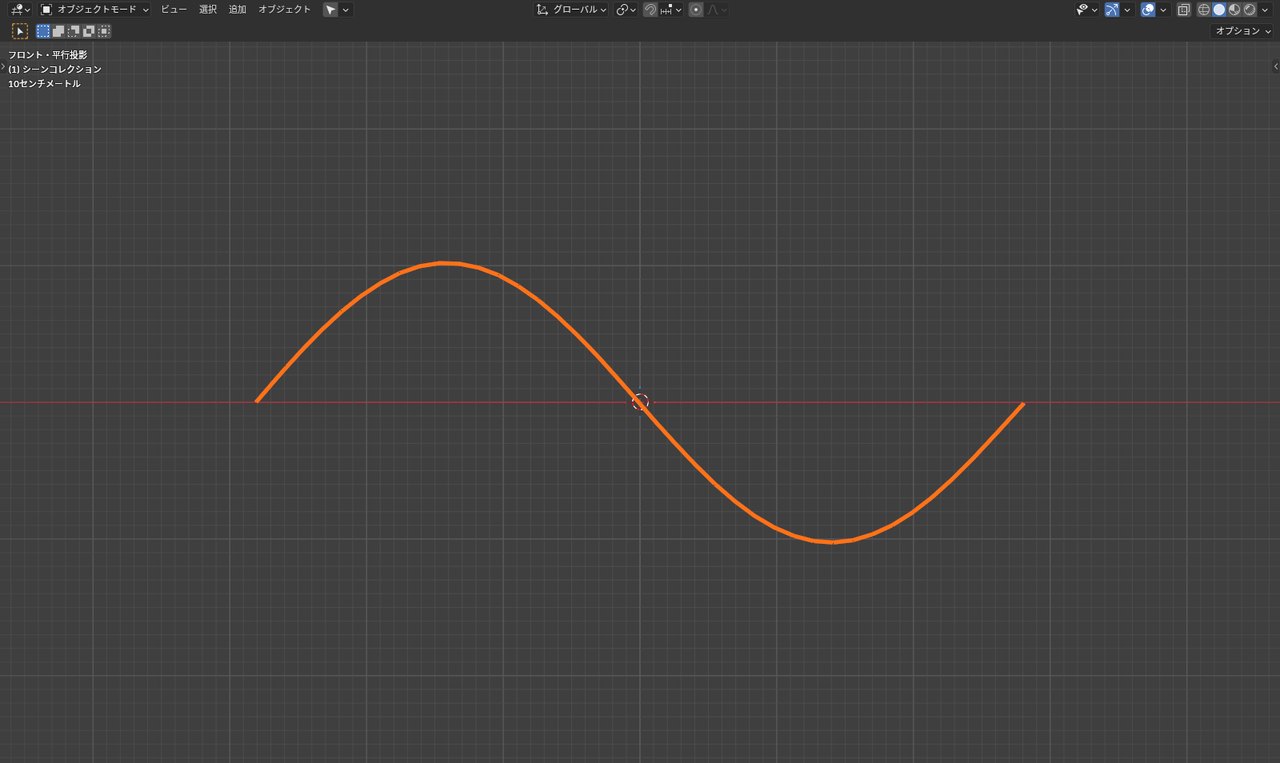 オブジェクトモード ビュー 選択 追加 オブジェクト グローバル
オプション
フロント・平行投影
(1) シーンコレクション
10センチメートル